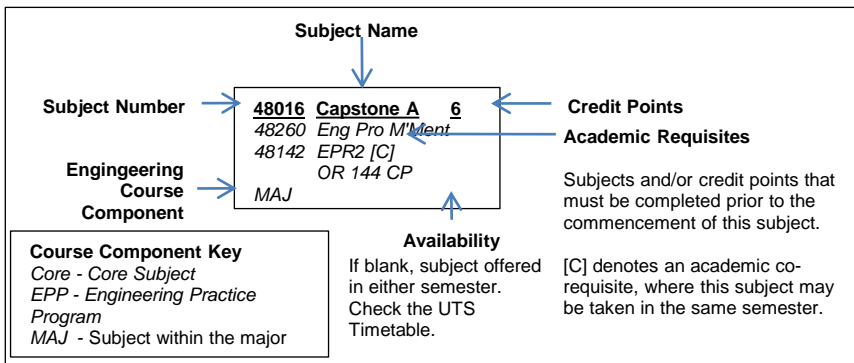 Subject Name
Subject Number
48016 Capstone A 6
48260 Eng Pro M'Ment
48142 EPR2 [C]
OR 144 CP
MAJ
Credit Points
Academic Requisites
Subjects and/or credit points that
must be completed prior to the
commencement of this subject.
[C] denotes an academic co-
requisite, where this subject may
be taken in the same semester.
Engingeering
Course
Component
Availability
If blank, subject offered
in either semester.
Check the UTS
Timetable.
Course Component Key
Core - Core Subject
EPP - Engineering Practice
Program
MAJ - Subject within the major